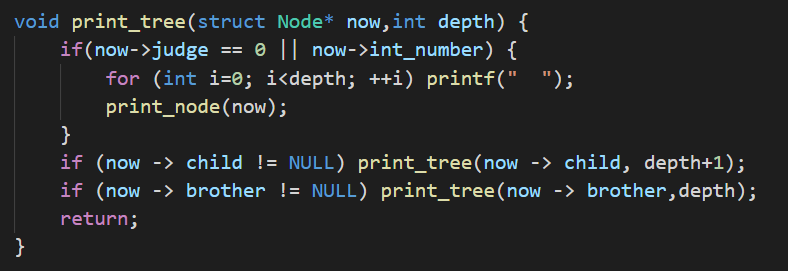 void print_tree(struct Node* now,int depth) {
    if(now->judge == 0 || now->int_number) {
        for (int i=0; i<depth; ++i) printf("  ");
        print_node(now);
    }
    if (now -> child != NULL) print_tree(now -> child, depth+1);
    if (now -> brother != NULL) print_tree(now -> brother,depth);
    return;
}